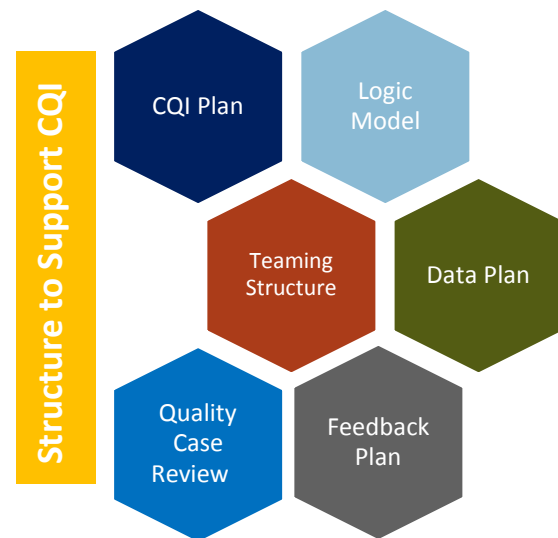 Structure to Support CQI
CQI Plan
Logic
Model
Teaming
Structure
Data Plan
Quality
Case
Review
Feedback
Plan